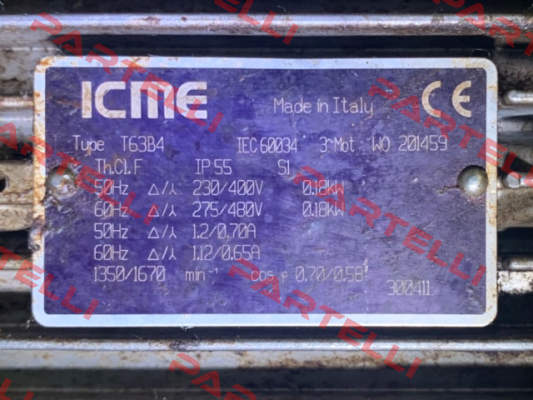 ICME
Made in Italy CE
Type T63B4 IEC 60034 3~Mot. WO 201459
Th.Cl. F IP 55 S1
50Hz Δ/⅄ 230/400V 0.18kW
60Hz Δ/⅄ 275/480V 0.18kW
50Hz Δ/⅄ 1.2/0.70A
60Hz Δ/⅄ 1.12/0.65A
1350/1670 min⁻¹ cos φ 0.70/0.58
300411
PARTELLI
PARTELLI
PARTELLI
PARTELLI
PARTELLI
PARTELLI